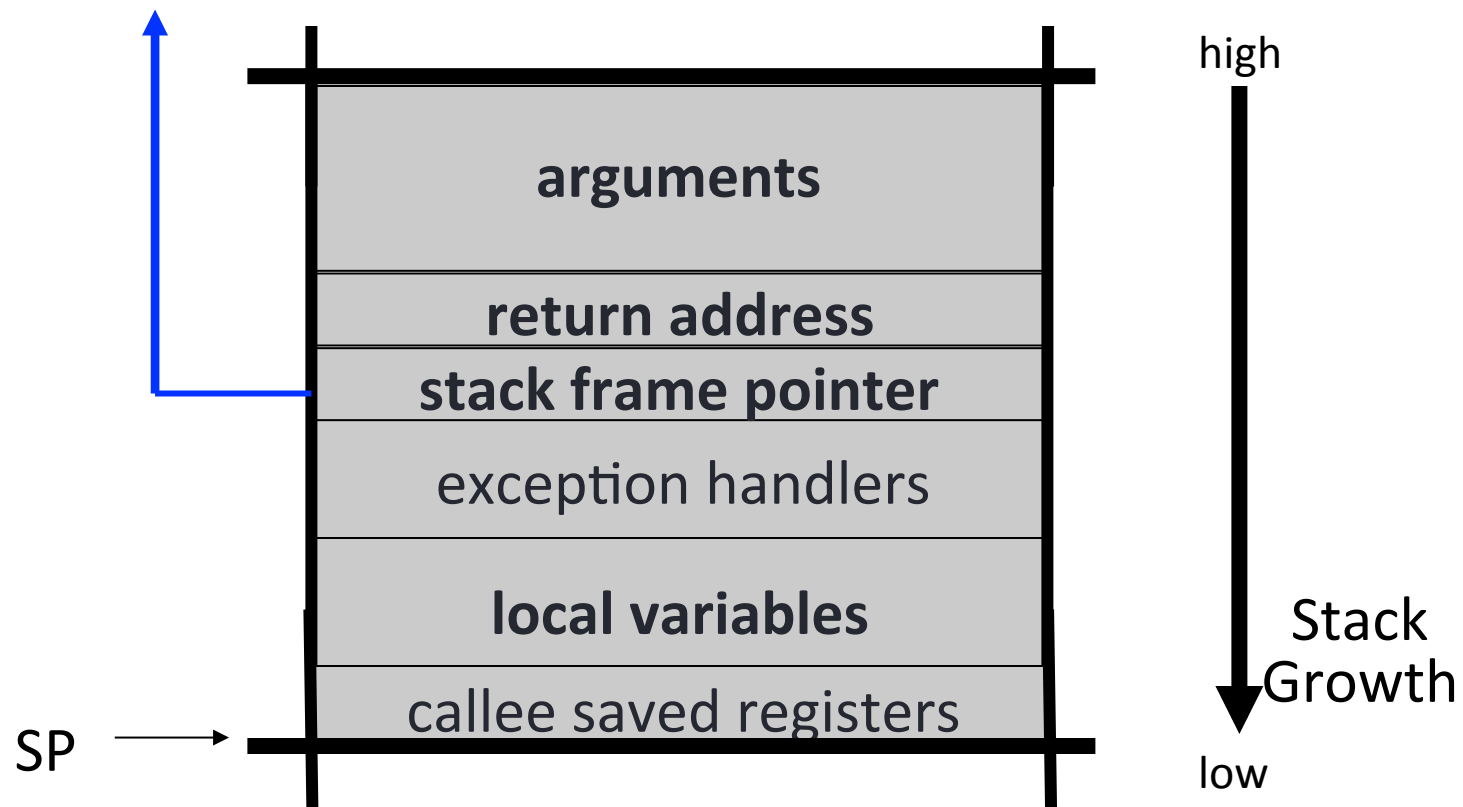 high
arguments
return address
stack frame pointer
exception handlers
local variables
Stack
Growth
callee saved registers
SP
low